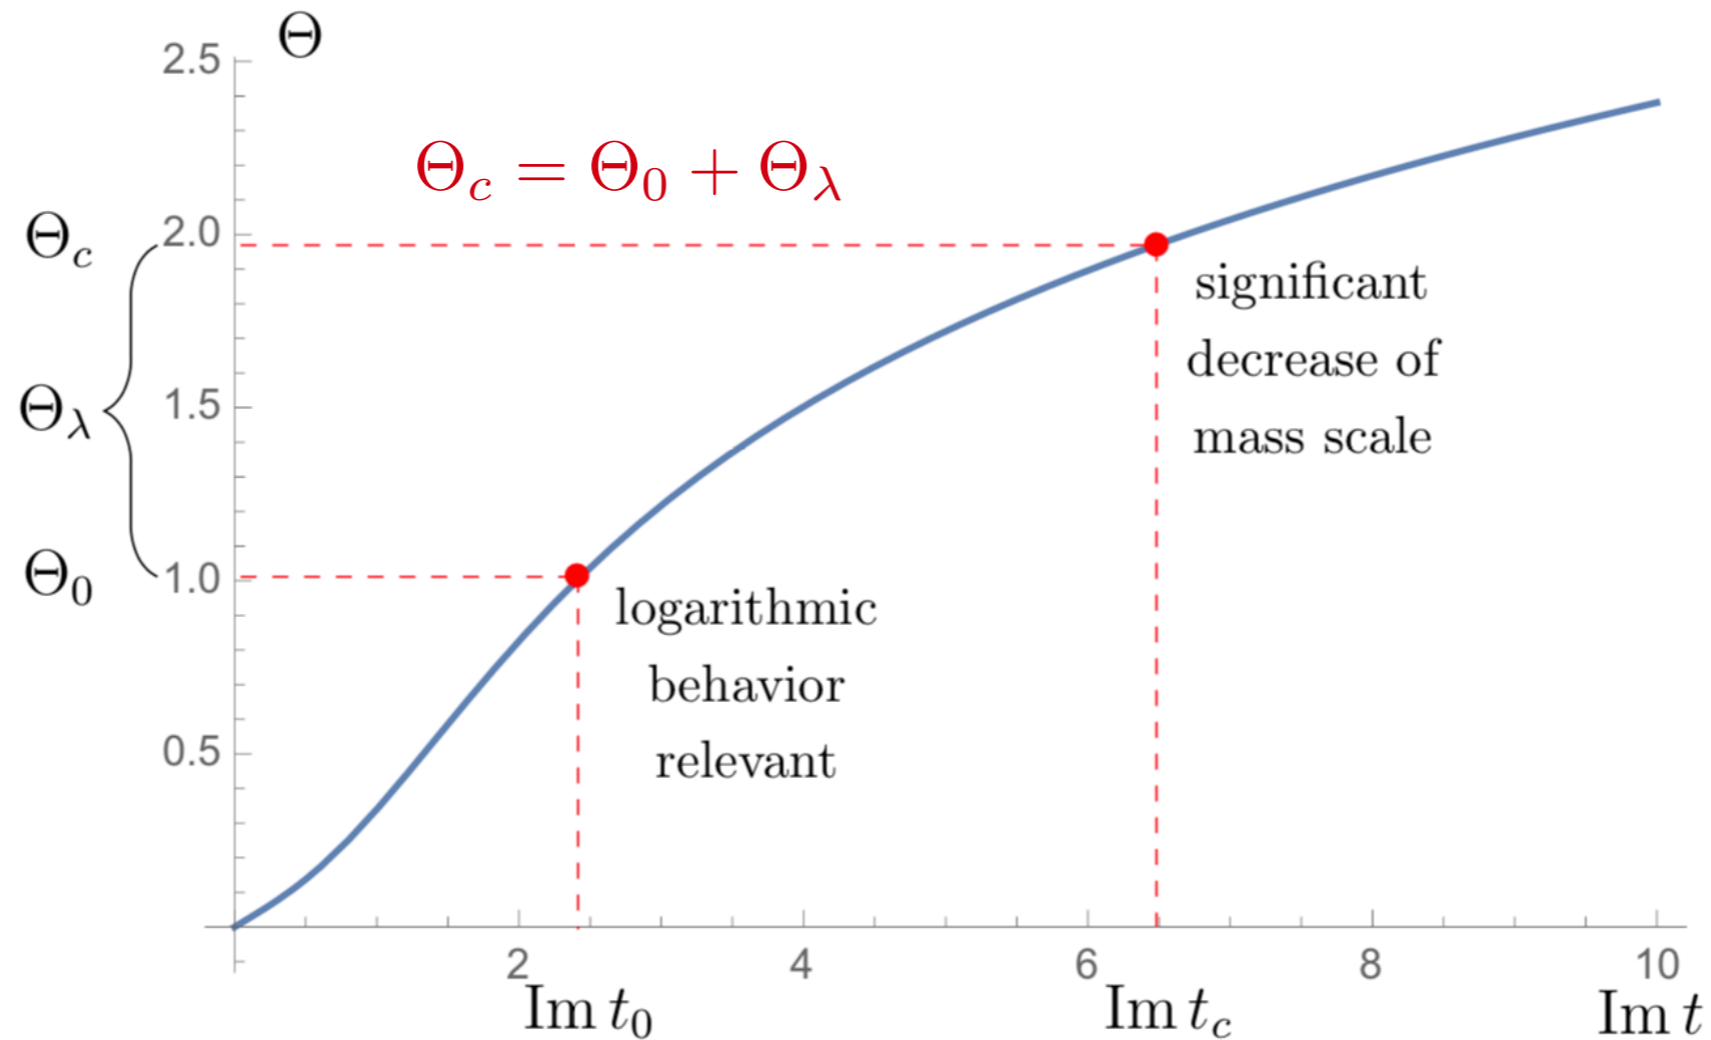 Θ
2.5
Θ_c = Θ_0 + Θ_λ
Θ_c
2.0
significant
decrease of
mass scale
Θ_λ
1.5
Θ_0
1.0
logarithmic
behavior
relevant
0.5
2
4
6
8
10
Im t_0
Im t_c
Im t